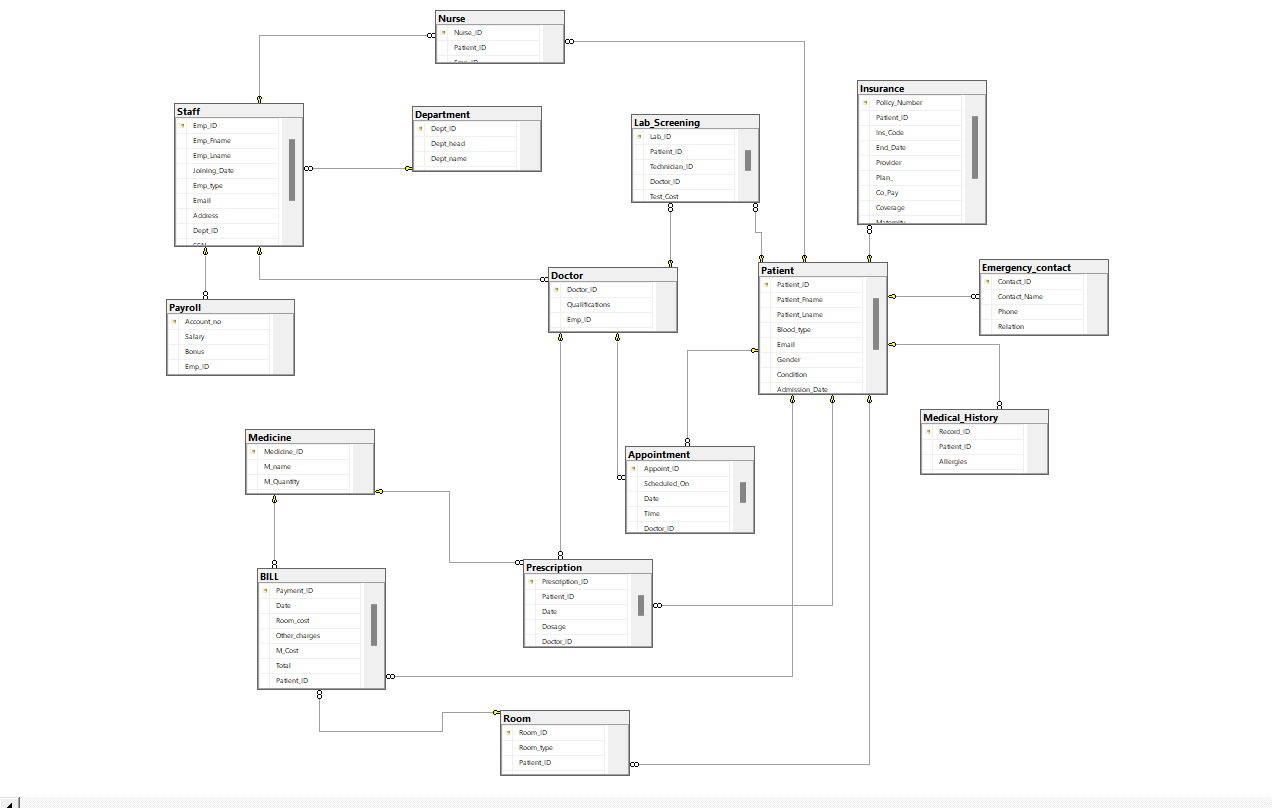 Nurse
Nurse_ID
Patient_ID
Emp_ID
Staff
Emp_ID
Emp_Fname
Emp_Lname
Joining_Date
Emp_type
Email
Address
Dept_ID
SSN
Department
Dept_ID
Dept_head
Dept_name
Lab_Screening
Lab_ID
Patient_ID
Technician_ID
Doctor_ID
Test_Cost
Insurance
Policy_Number
Patient_ID
Ins_Code
End_Date
Provider
Plan_
Co_Pay
Coverage
Maternity
Payroll
Account_no
Salary
Bonus
Emp_ID
Doctor
Doctor_ID
Qualifications
Emp_ID
Patient
Patient_ID
Patient_Fname
Patient_Lname
Blood_type
Email
Gender
Condition
Admission_Date
Emergency_contact
Contact_ID
Contact_Name
Phone
Relation
Medical_History
Record_ID
Patient_ID
Allergies
Medicine
Medicine_ID
M_name
M_Quantity
Appointment
Appoint_ID
Scheduled_On
Date
Time
Doctor_ID
BILL
Payment_ID
Date
Room_cost
Other_charges
M_Cost
Total
Patient_ID
Prescription
Prescription_ID
Patient_ID
Date
Dosage
Doctor_ID
Room
Room_ID
Room_type
Patient_ID